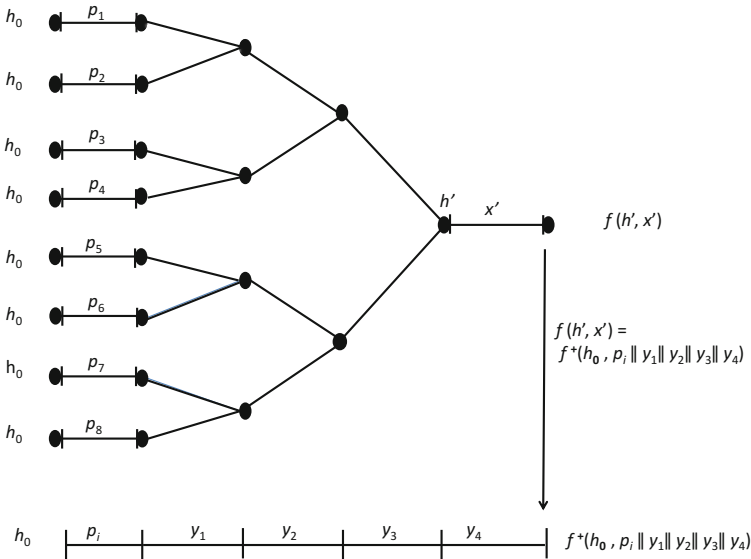 h₀ p₁
h₀ p₂
h₀ p₃
h₀ p₄
h′ x′ f (h′, x′)
h₀ p₅
h₀ p₆
f (h′, x′) =
f⁺(h₀ , pᵢ ‖ y₁‖ y₂‖ y₃‖ y₄)
h₀ p₇
h₀ p₈
h₀ pᵢ y₁ y₂ y₃ y₄ f⁺(h₀ , pᵢ ‖ y₁‖ y₂‖ y₃‖ y₄)